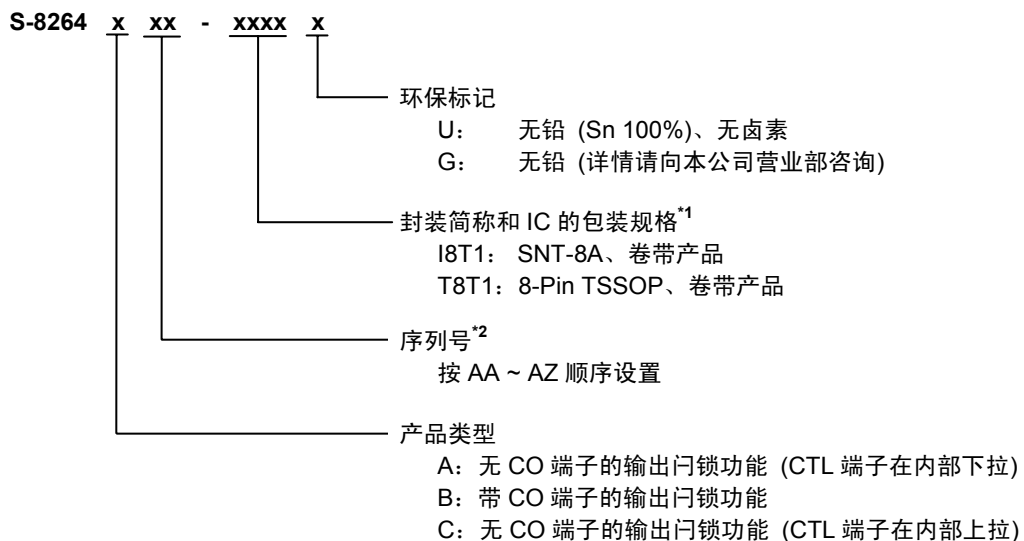 S-8264 x xx - xxxx x
环保标记
U： 无铅 (Sn 100%)、无卤素
G： 无铅 (详情请向本公司营业部咨询)
封装简称和 IC 的包装规格*1
I8T1： SNT-8A、卷带产品
T8T1：8-Pin TSSOP、卷带产品
序列号*2
按 AA ~ AZ 顺序设置
产品类型
A：无 CO 端子的输出闩锁功能 (CTL 端子在内部下拉)
B：带 CO 端子的输出闩锁功能
C：无 CO 端子的输出闩锁功能 (CTL 端子在内部上拉)